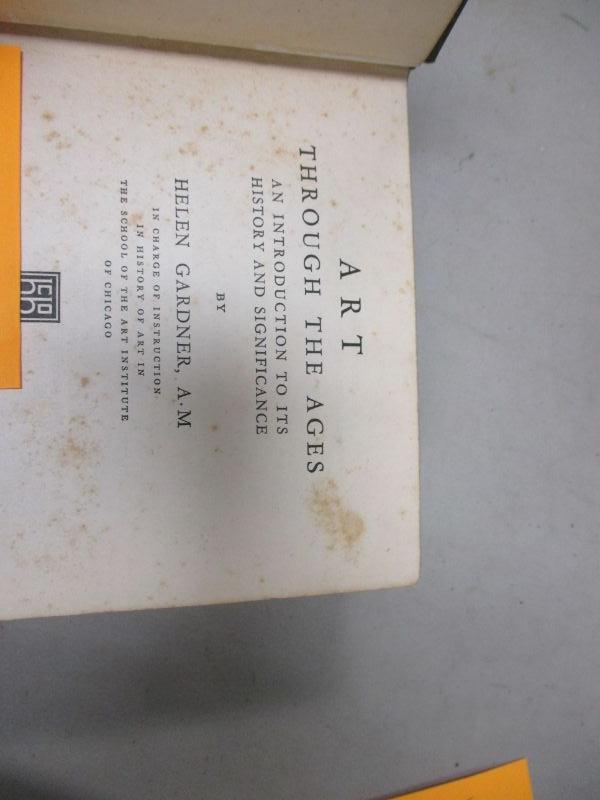 ART
THROUGH THE AGES
AN INTRODUCTION TO ITS
HISTORY AND SIGNIFICANCE
BY
HELEN GARDNER, A·M
IN CHARGE OF INSTRUCTION
IN HISTORY OF ART IN
THE SCHOOL OF THE ART INSTITUTE
OF CHICAGO